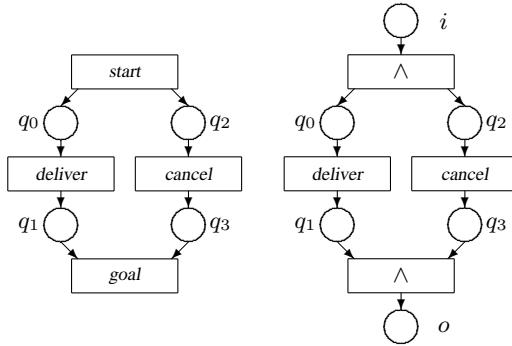 i
start ∧
q0 q2 q0 q2
deliver cancel deliver cancel
q1 q3 q1 q3
goal ∧
o